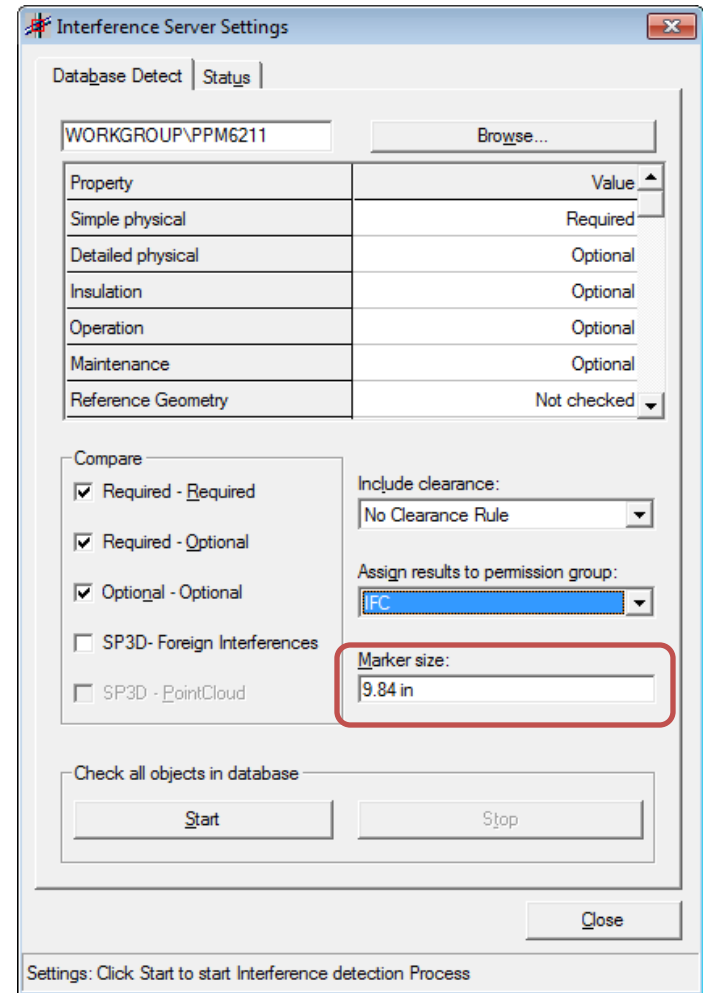 Interference Server Settings
Database Detect
Status
WORKGROUP\PPM6211
Browse...
Property Value
Simple physical Required
Detailed physical Optional
Insulation Optional
Operation Optional
Maintenance Optional
Reference Geometry Not checked
Compare
Required - Required
Required - Optional
Optional - Optional
SP3D- Foreign Interferences
SP3D - PointCloud
Include clearance:
No Clearance Rule
Assign results to permission group:
IFC
Marker size:
9.84 in
Check all objects in database
Start
Stop
Close
Settings: Click Start to start Interference detection Process